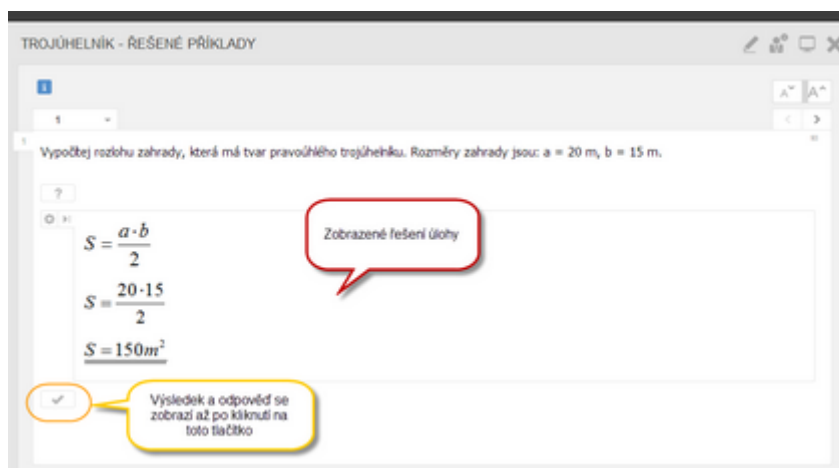 TROJÚHELNÍK - ŘEŠENÉ PŘÍKLADY
i
A˅ A^
1
< >
1
Vypočítej rozlohu zahrady, která má tvar pravoúhlého trojúhelníku. Rozměry zahrady jsou: a = 20 m, b = 15 m.
?
S = a·b / 2
Zobrazené řešení úlohy
S = 20·15 / 2
S = 150m²
Výsledek a odpověď se
zobrazí až po kliknutí na
toto tlačítko